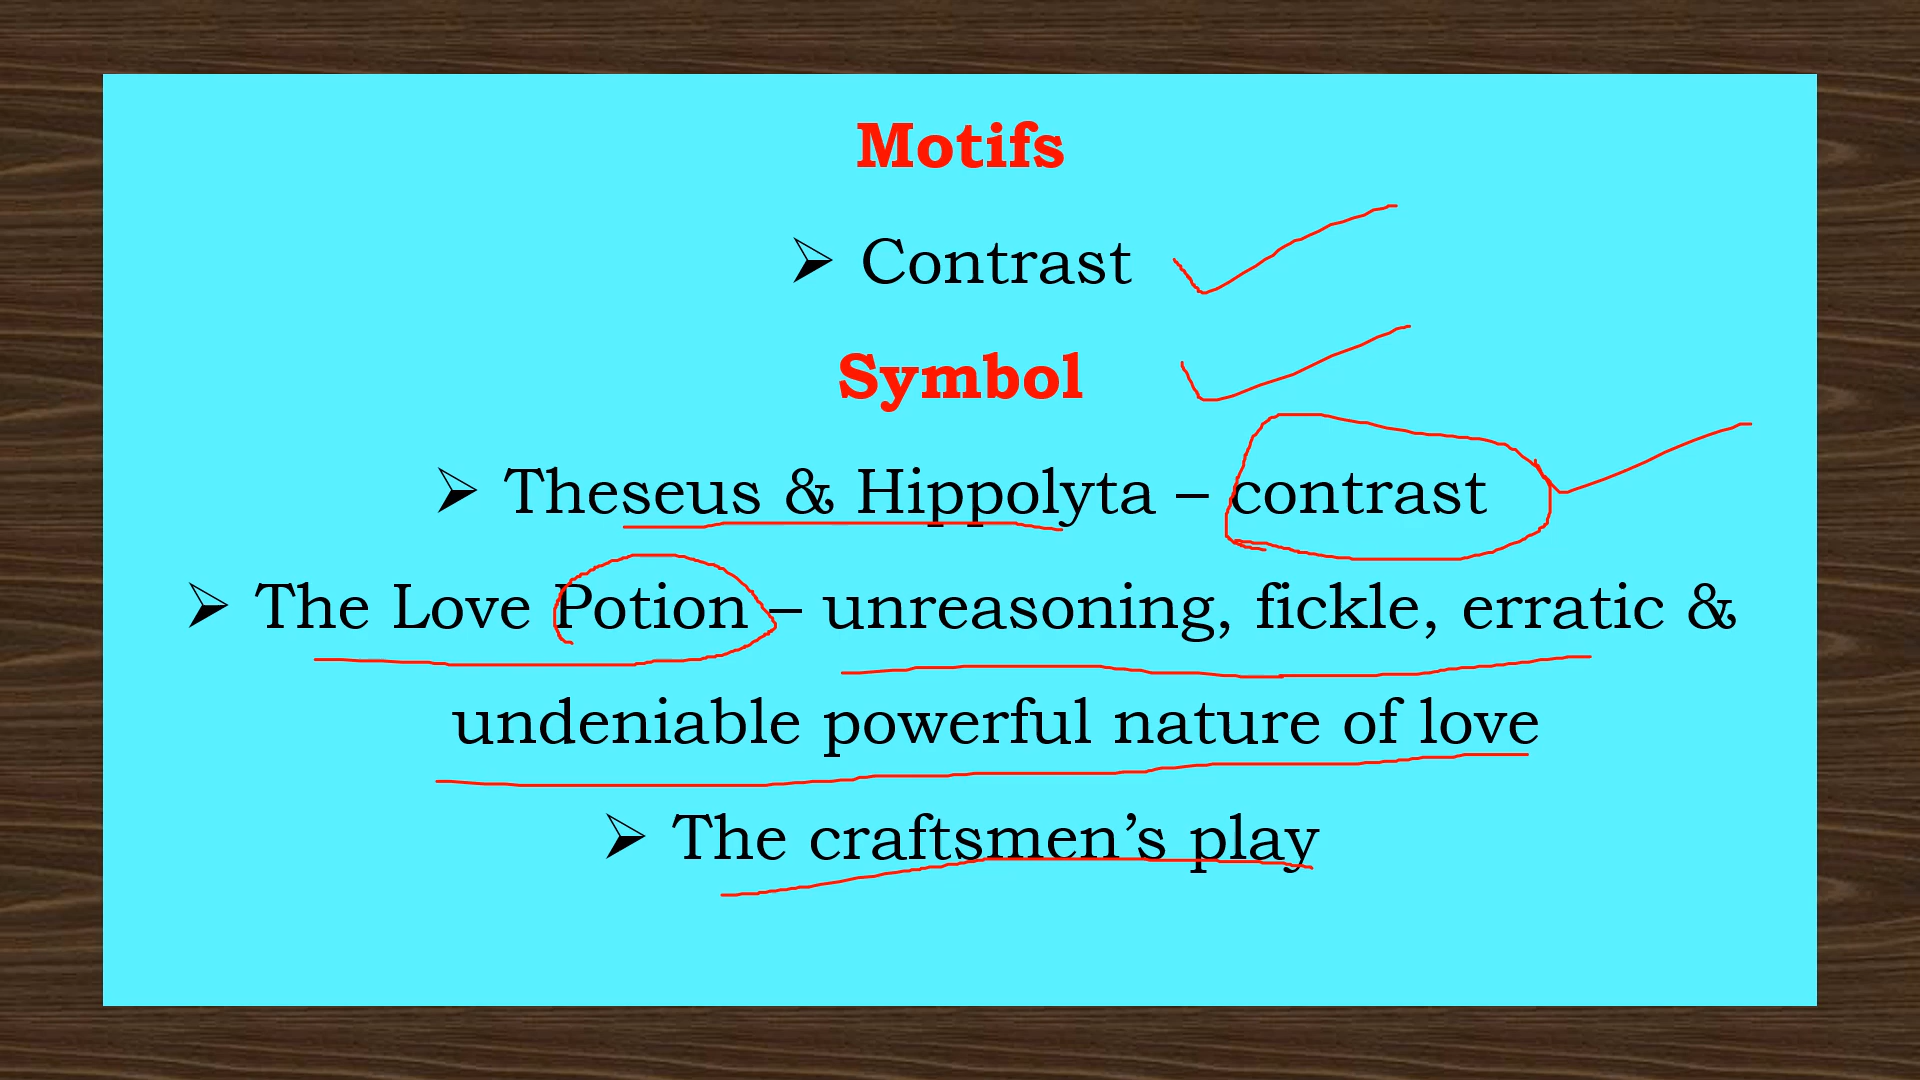 Motifs
➢ Contrast
Symbol
➢ Theseus & Hippolyta – contrast
➢ The Love Potion – unreasoning, fickle, erratic &
undeniable powerful nature of love
➢ The craftsmen’s play